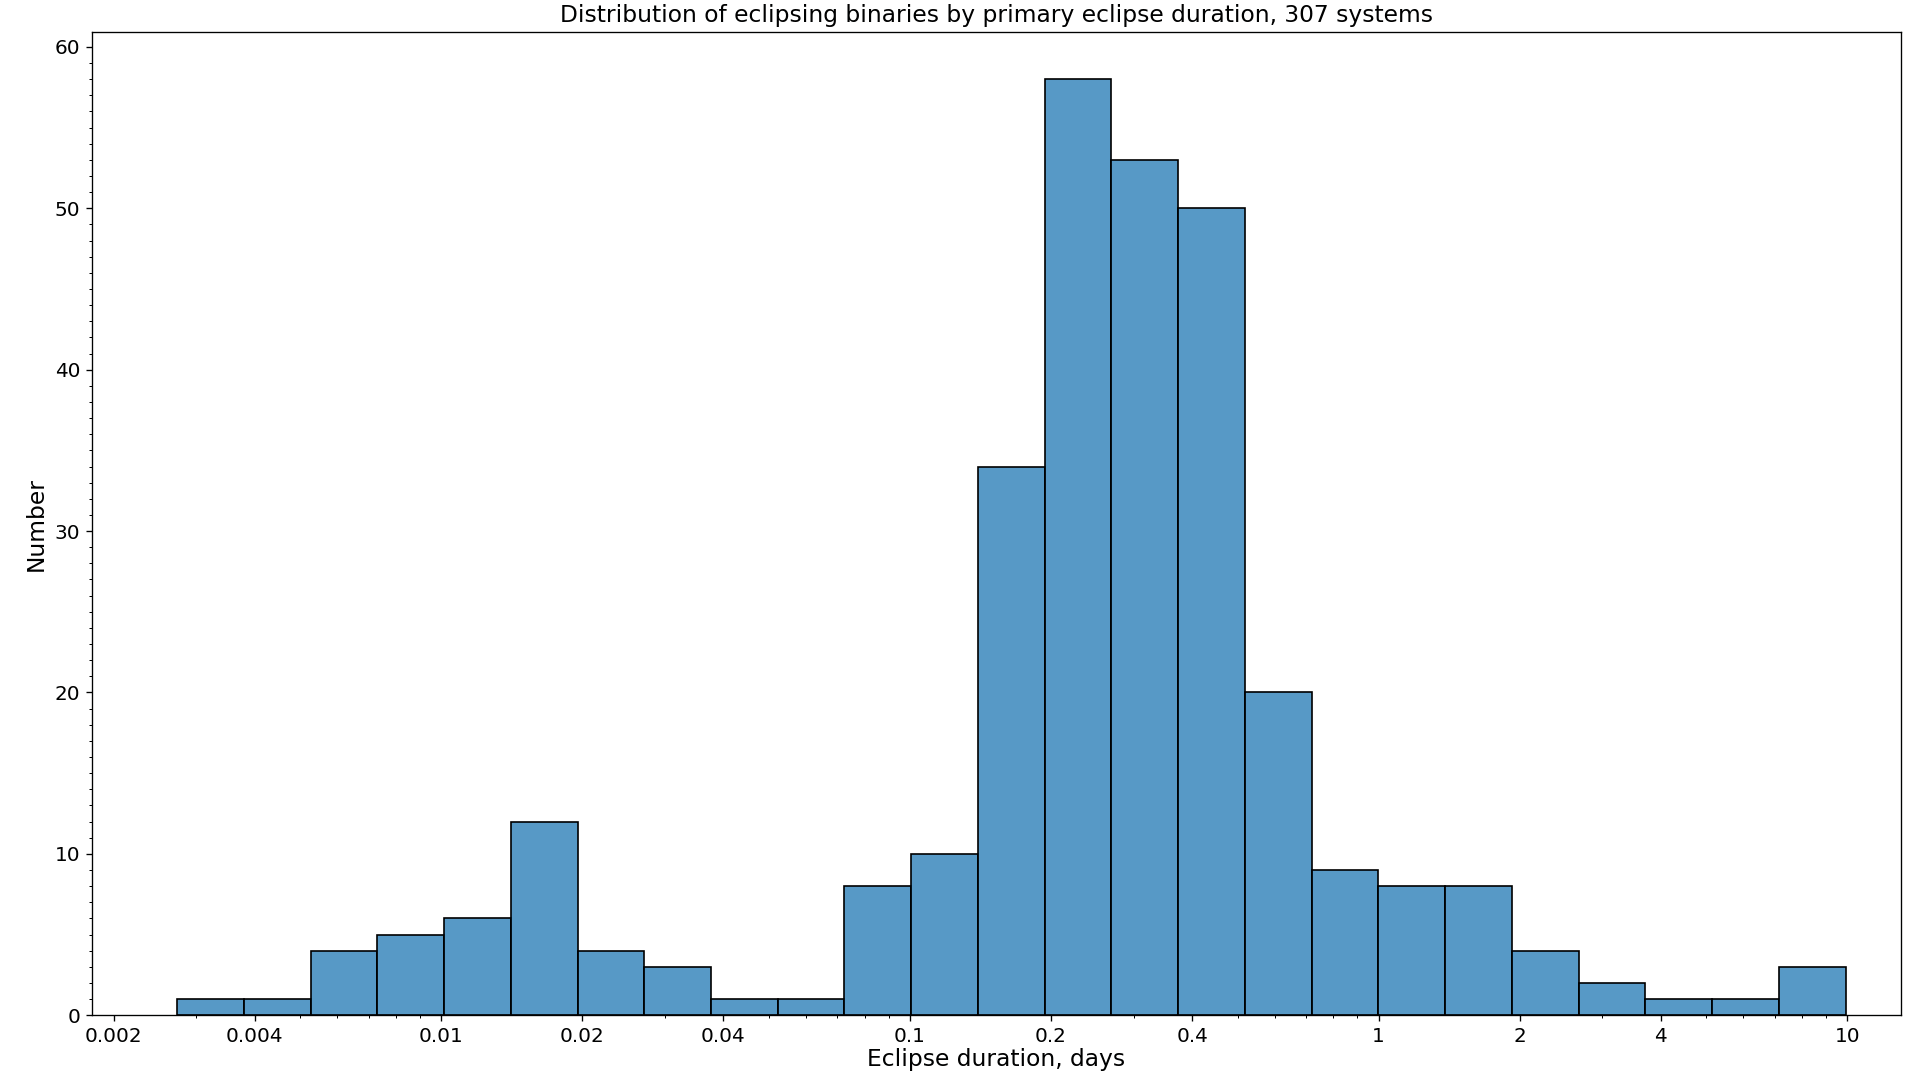 Distribution of eclipsing binaries by primary eclipse duration, 307 systems
60
50
40
30
20
10
0
Number
0.002 0.004 0.01 0.02 0.04 0.1 0.2 0.4 1 2 4 10
Eclipse duration, days